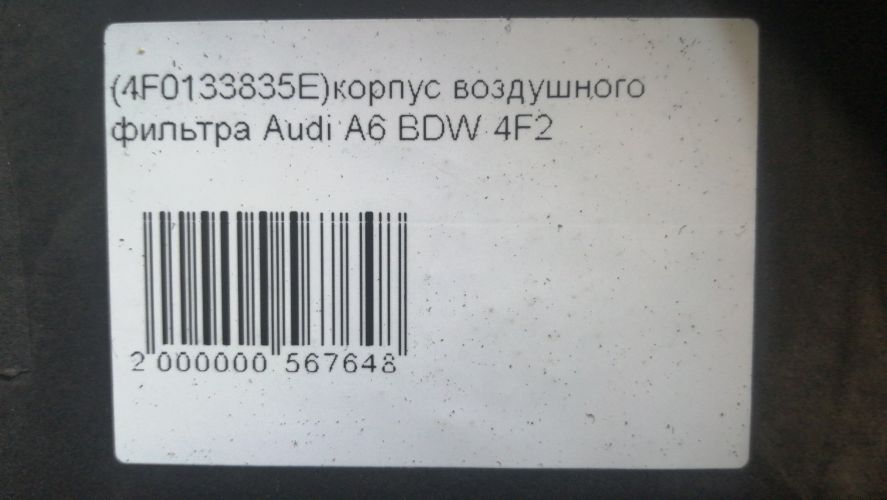 (4F0133835E)корпус воздушного
фильтра Audi A6 BDW 4F2
2 000000 567648